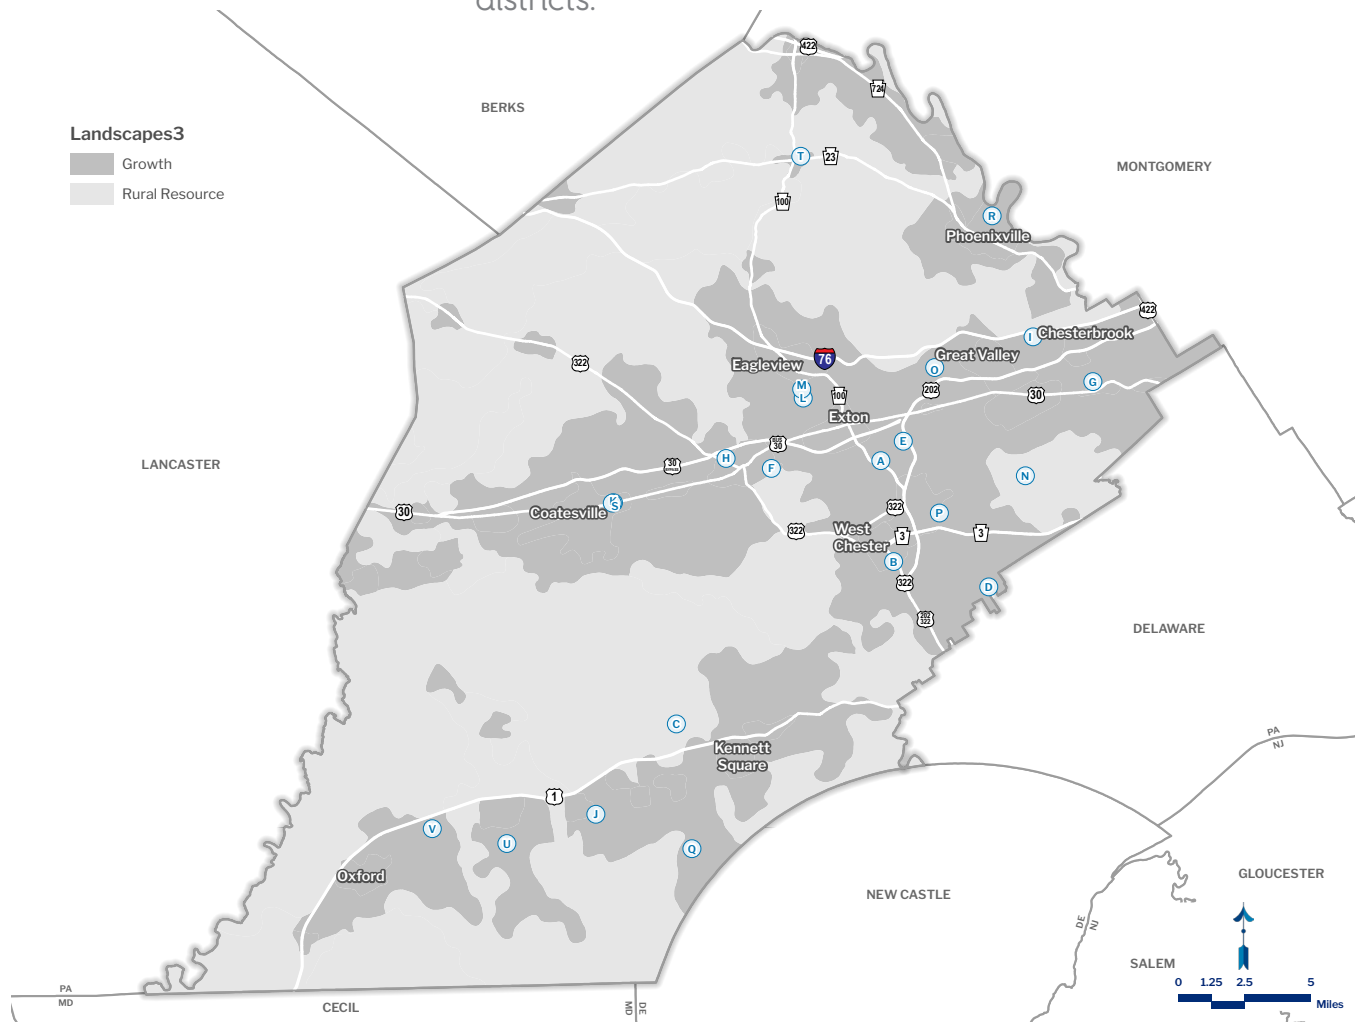 districts.
422
724
BERKS
Landscapes3
Growth
Rural Resource
T
23
MONTGOMERY
100
R
Phoenixville
422
I
Chesterbrook
322
Eagleview
76
Great Valley
O
G
M
L
100
202
30
Exton
LANCASTER
BUS
30
E
H
30
BYPASS
F
A
N
30
Coatesville
K
S
322
P
322
West
Chester
3
3
B
322
D
202
322
DELAWARE
C
Kennett
Square
PA
NJ
1
V
J
U
Q
Oxford
NEW CASTLE
GLOUCESTER
DE
NJ
SALEM
0 1.25 2.5 5
Miles
PA
MD
CECIL
MD
DE